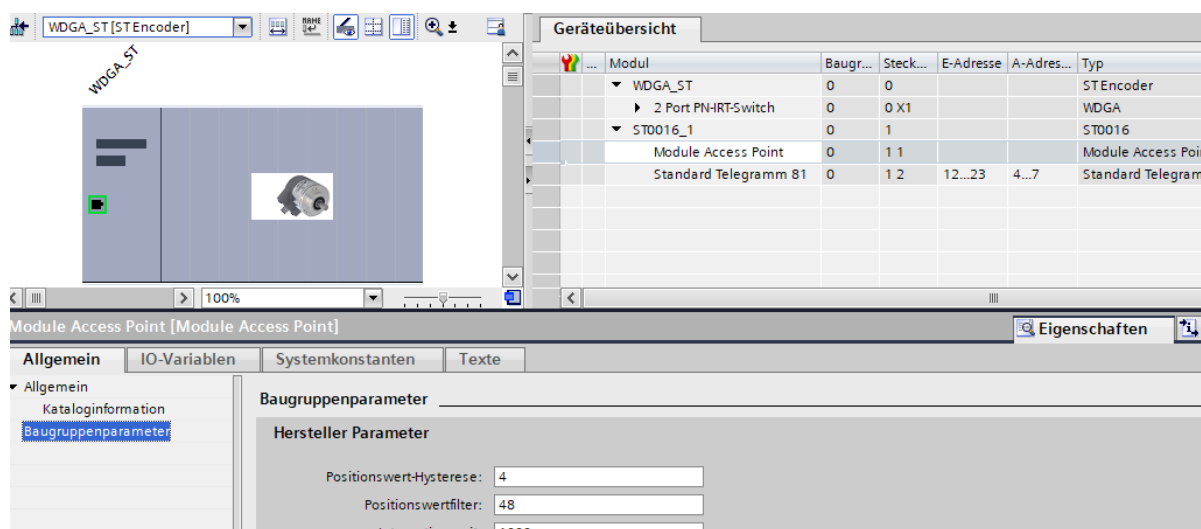 WDGA_ST [STEncoder]
NAME
WDGA_ST
100%
Geräteübersicht
... Modul Baugr... Steck... E-Adresse A-Adres... Typ
WDGA_ST 0 0 STEncoder
2 Port PN-IRT-Switch 0 0 X1 WDGA
ST0016_1 0 1 ST0016
Module Access Point 0 1 1 Module Access Poi
Standard Telegramm 81 0 1 2 12...23 4...7 Standard Telegram
Module Access Point [Module Access Point]
Eigenschaften
Allgemein IO-Variablen Systemkonstanten Texte
Allgemein
Kataloginformation
Baugruppenparameter
Baugruppenparameter
Hersteller Parameter
Positionswert-Hysterese: 4
Positionswertfilter: 48